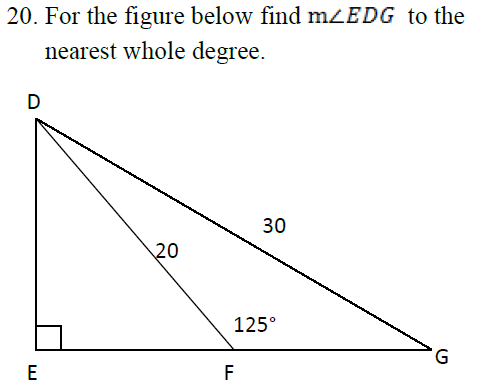 20. For the figure below find m∠EDG to the
nearest whole degree.
D
30
20
125°
G
E
F